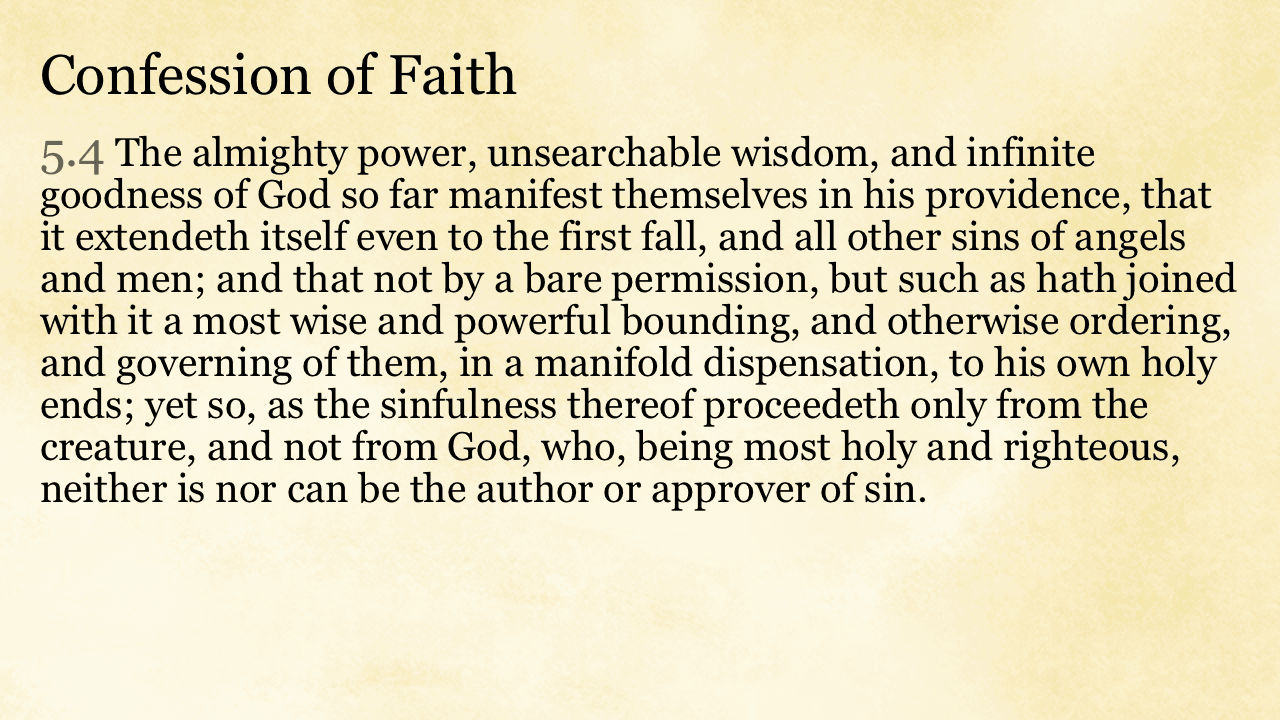 Confession of Faith
5.4 The almighty power, unsearchable wisdom, and infinite
goodness of God so far manifest themselves in his providence, that
it extendeth itself even to the first fall, and all other sins of angels
and men; and that not by a bare permission, but such as hath joined
with it a most wise and powerful bounding, and otherwise ordering,
and governing of them, in a manifold dispensation, to his own holy
ends; yet so, as the sinfulness thereof proceedeth only from the
creature, and not from God, who, being most holy and righteous,
neither is nor can be the author or approver of sin.